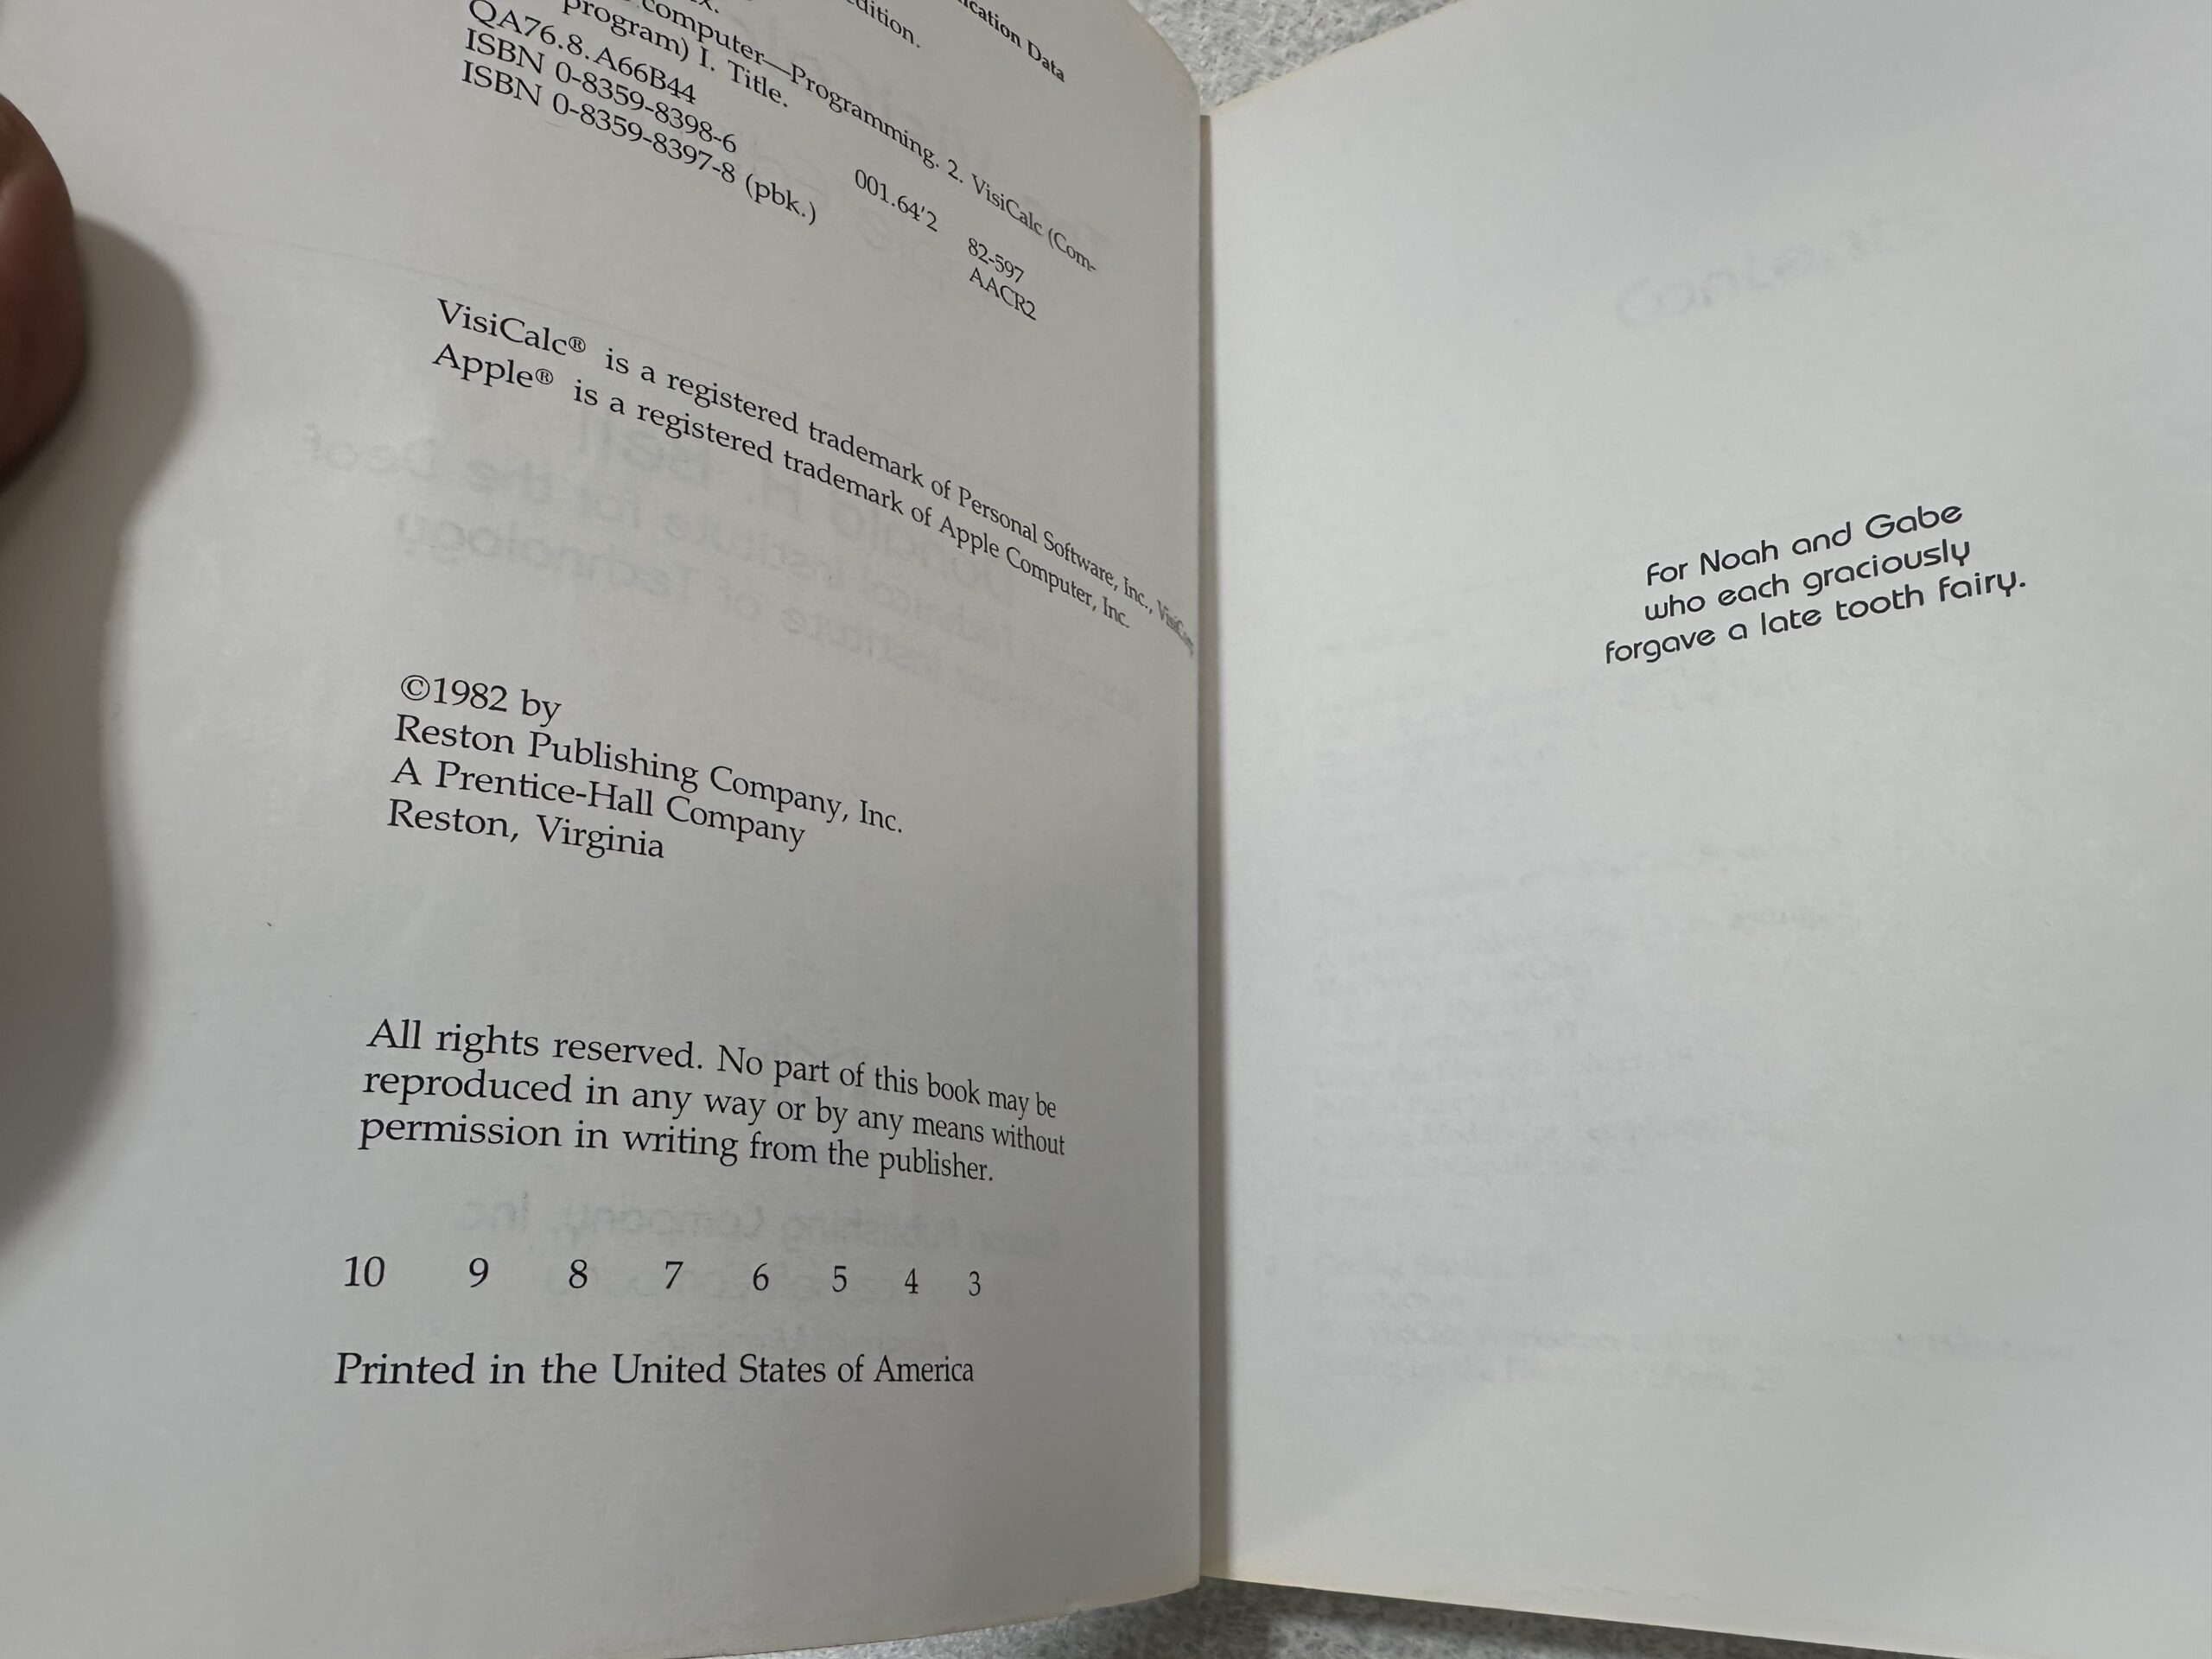 ication Data
dition.
x.
computer—Programming. 2. VisiCalc (Com-
program) I. Title.
QA76.8.A66B44 001.64'2 82-597
ISBN 0-8359-8398-6 AACR2
ISBN 0-8359-8397-8 (pbk.)
VisiCalc® is a registered trademark of Personal Software, Inc.,
Apple® is a registered trademark of Apple Computer, Inc.
©1982 by
Reston Publishing Company, Inc.
A Prentice-Hall Company
Reston, Virginia
All rights reserved. No part of this book may be
reproduced in any way or by any means without
permission in writing from the publisher.
10 9 8 7 6 5 4 3
Printed in the United States of America
For Noah and Gabe
who each graciously
forgave a late tooth fairy.